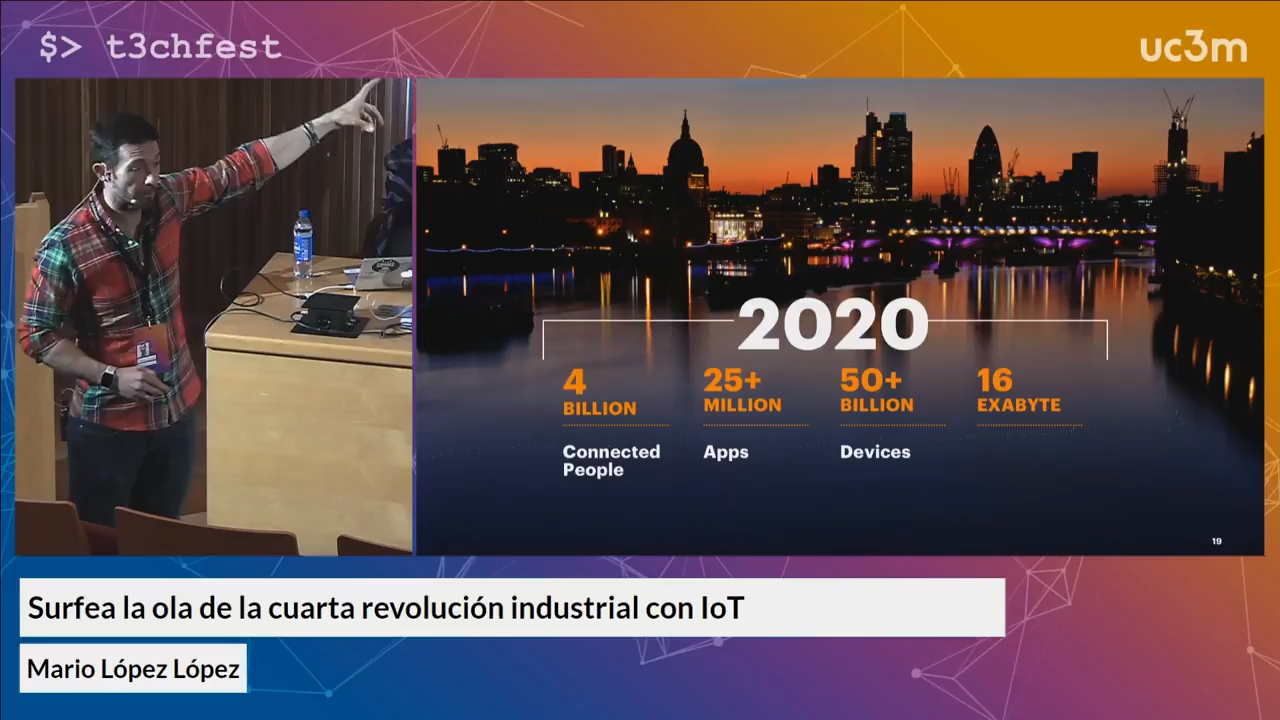 $> t3chfest
uc3m
2020
4
BILLION
Connected
People
25+
MILLION
Apps
50+
BILLION
Devices
16
EXABYTE
19
Surfea la ola de la cuarta revolución industrial con IoT
Mario López López